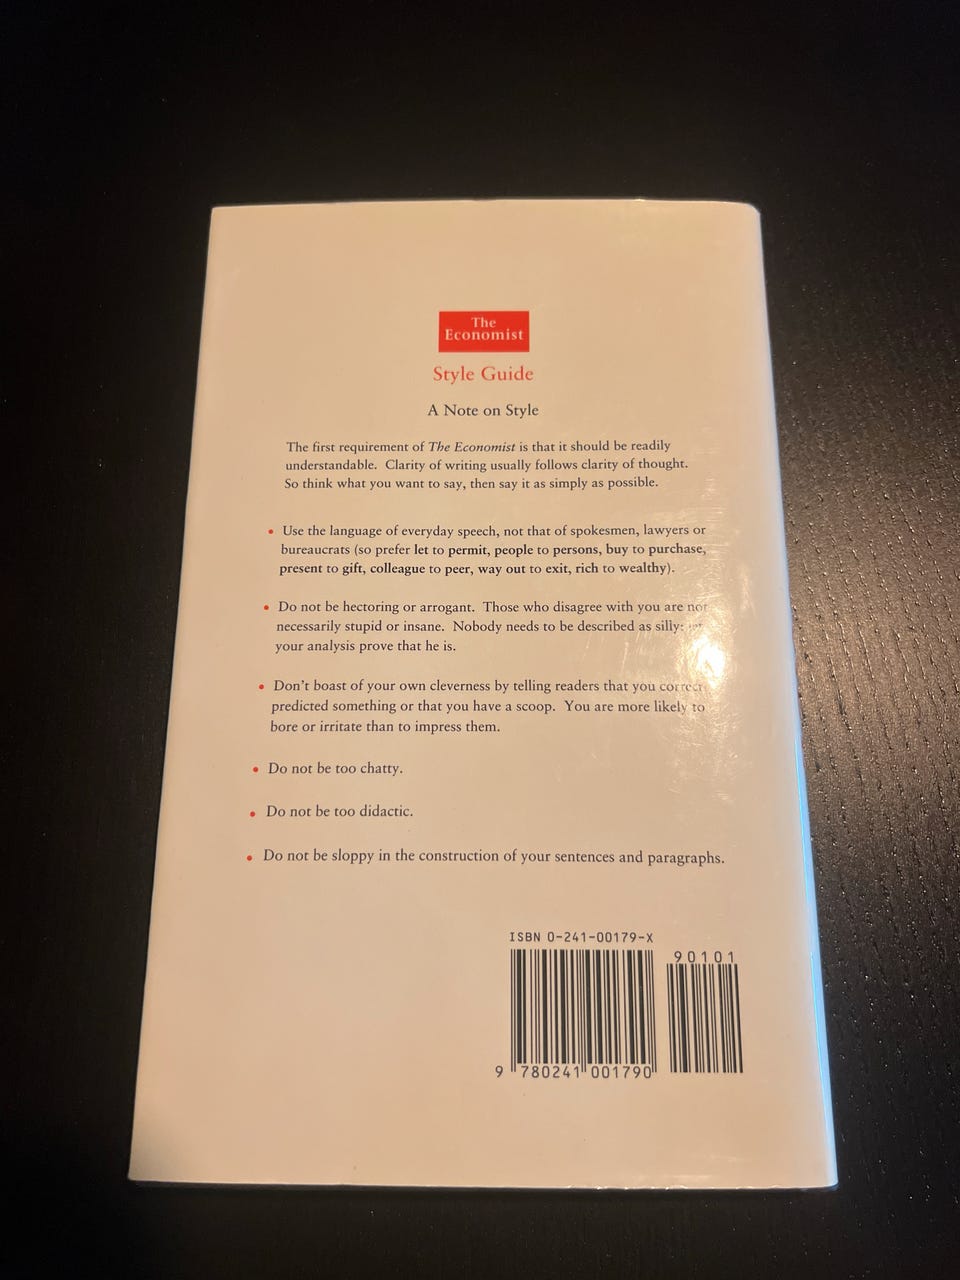 The
Economist
Style Guide
A Note on Style
The first requirement of The Economist is that it should be readily
understandable. Clarity of writing usually follows clarity of thought.
So think what you want to say, then say it as simply as possible.
• Use the language of everyday speech, not that of spokesmen, lawyers or
bureaucrats (so prefer let to permit, people to persons, buy to purchase,
present to gift, colleague to peer, way out to exit, rich to wealthy).
• Do not be hectoring or arrogant. Those who disagree with you are not
necessarily stupid or insane. Nobody needs to be described as silly:
your analysis prove that he is.
• Don't boast of your own cleverness by telling readers that you
predicted something or that you have a scoop. You are more likely to
bore or irritate than to impress them.
• Do not be too chatty.
• Do not be too didactic.
• Do not be sloppy in the construction of your sentences and paragraphs.
ISBN 0-241-00179-X
90101
9 780241 001790